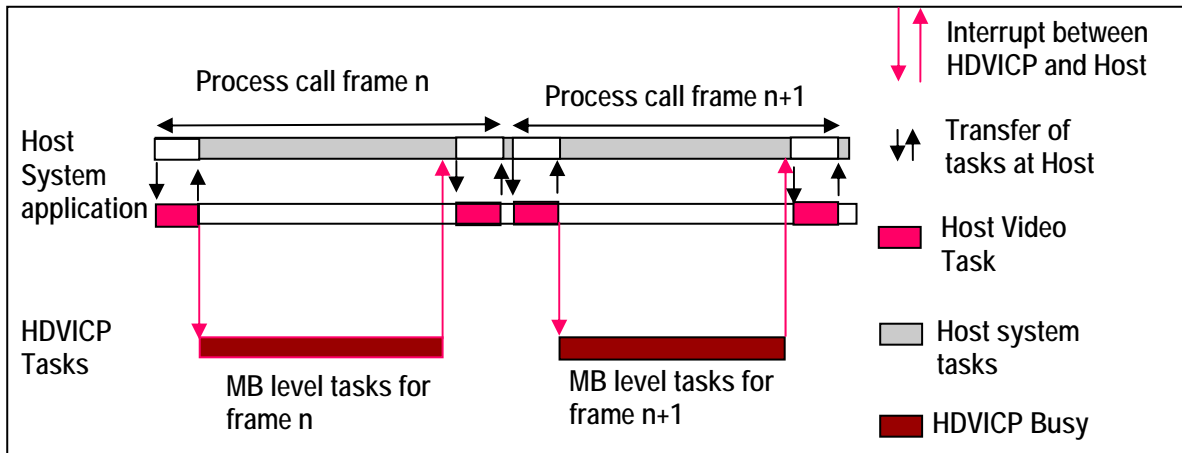 Process call frame n
Process call frame n+1
Host
System
application
HDVICP
Tasks
MB level tasks for
frame n
MB level tasks for
frame n+1
Interrupt between
HDVICP and Host
Transfer of
tasks at Host
Host Video
Task
Host system
tasks
HDVICP Busy